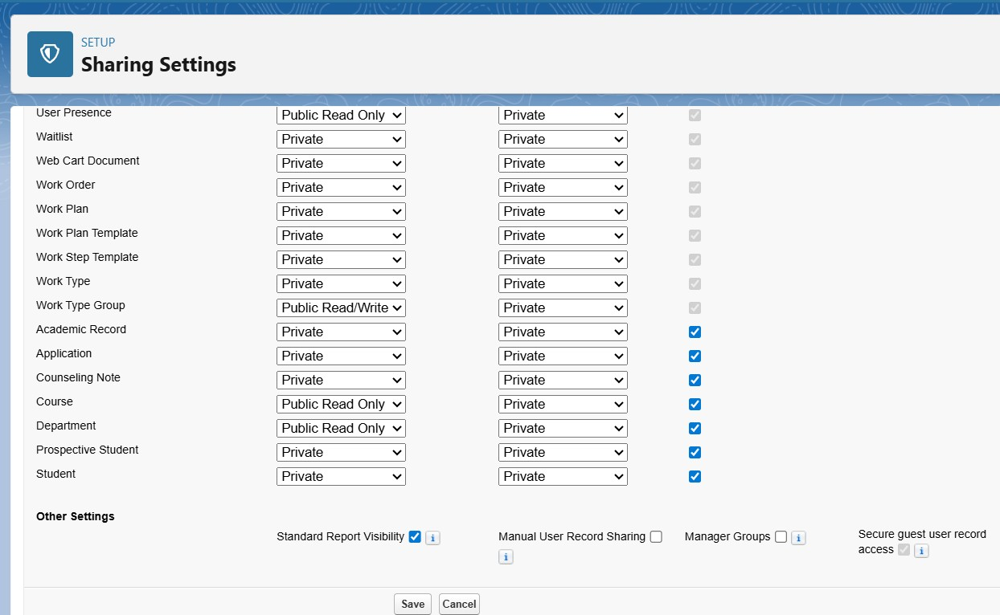 SETUP
Sharing Settings
User Presence Public Read Only Private
Waitlist Private Private
Web Cart Document Private Private
Work Order Private Private
Work Plan Private Private
Work Plan Template Private Private
Work Step Template Private Private
Work Type Private Private
Work Type Group Public Read/Write Private
Academic Record Private Private
Application Private Private
Counseling Note Private Private
Course Public Read Only Private
Department Public Read Only Private
Prospective Student Private Private
Student Private Private
Other Settings
Standard Report Visibility i
Manual User Record Sharing
i
Manager Groups i
Secure guest user record
access i
Save Cancel